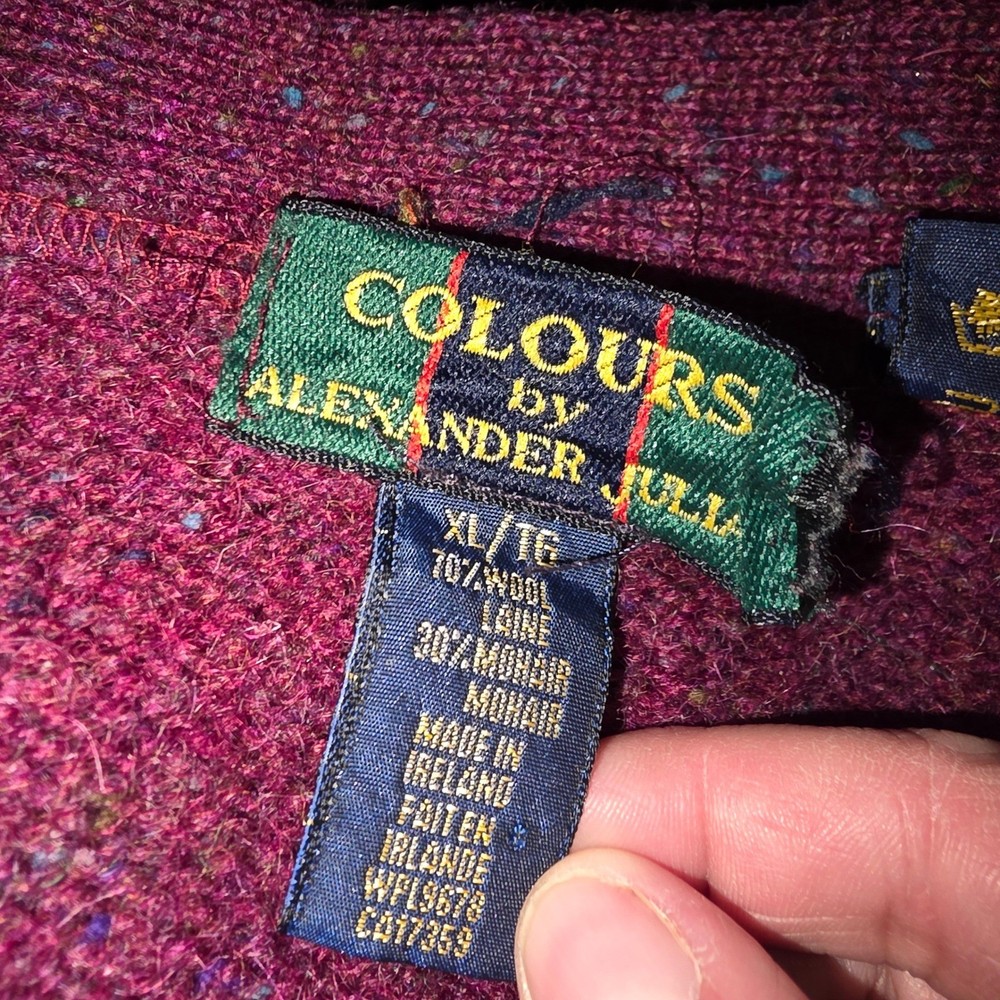 COLOURS
by
ALEXANDER JULIA
XL/TG
70% WOOL
LAINE
30% MOHAIR
MOHAIR
MADE IN
IRELAND
FAIT EN
IRLANDE
WPL9678
CA17359